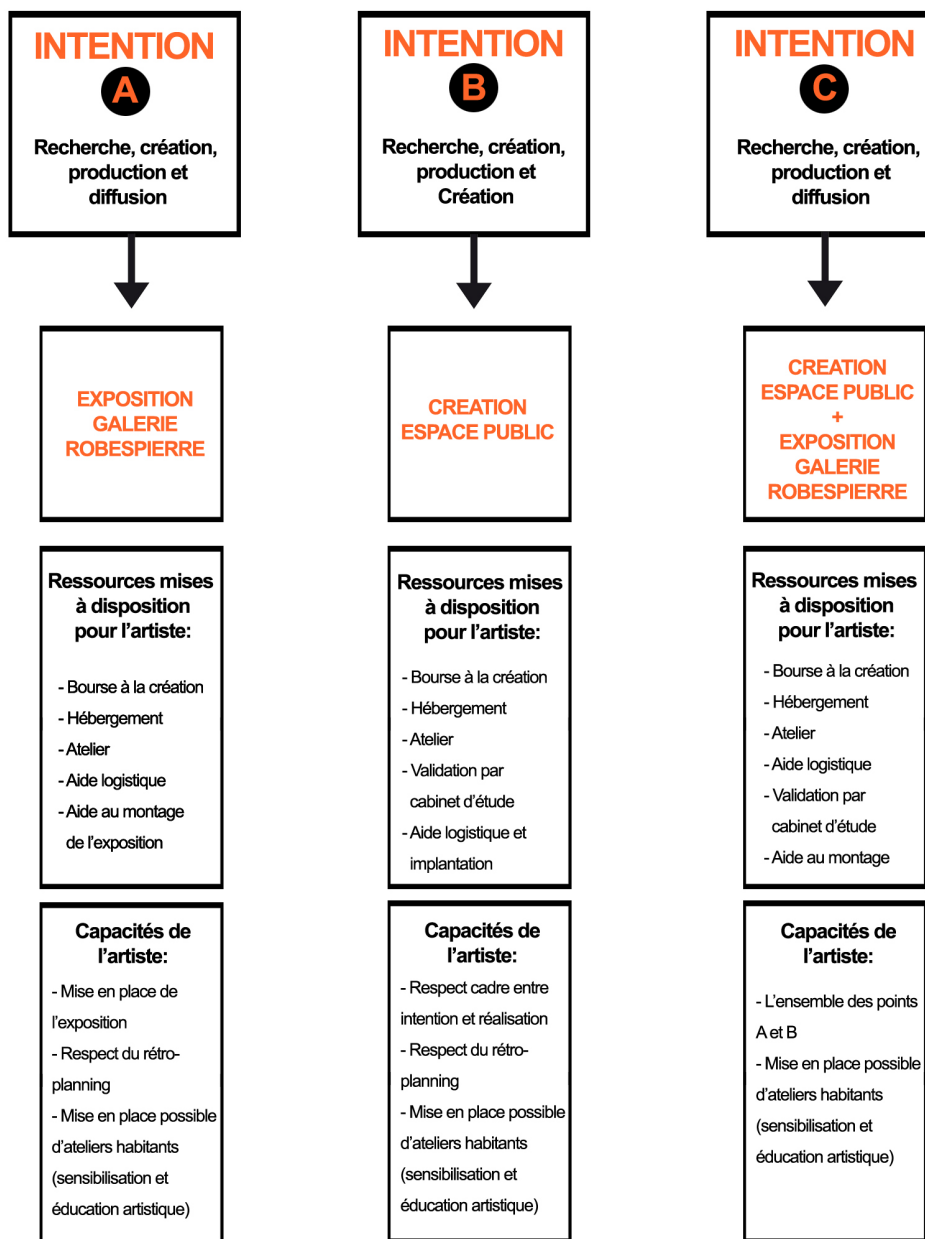 INTENTION
A
Recherche, création,
production et
diffusion
EXPOSITION
GALERIE
ROBESPIERRE
Ressources mises
à disposition
pour l’artiste:
- Bourse à la création
- Hébergement
- Atelier
- Aide logistique
- Aide au montage
de l’exposition
Capacités de
l’artiste:
- Mise en place de
l’exposition
- Respect du rétro-
planning
- Mise en place possible
d’ateliers habitants
(sensibilisation et
éducation artistique)
INTENTION
B
Recherche, création,
production et
Création
CREATION
ESPACE PUBLIC
Ressources mises
à disposition
pour l’artiste:
- Bourse à la création
- Hébergement
- Atelier
- Validation par
cabinet d’étude
- Aide logistique et
implantation
Capacités de
l’artiste:
- Respect cadre entre
intention et réalisation
- Respect du rétro-
planning
- Mise en place possible
d’ateliers habitants
(sensibilisation et
éducation artistique)
INTENTION
C
Recherche, création,
production et
diffusion
CREATION
ESPACE PUBLIC
+
EXPOSITION
GALERIE
ROBESPIERRE
Ressources mises
à disposition
pour l’artiste:
- Bourse à la création
- Hébergement
- Atelier
- Aide logistique
- Validation par
cabinet d’étude
- Aide au montage
Capacités de
l’artiste:
- L’ensemble des points
A et B
- Mise en place possible
d’ateliers habitants
(sensibilisation et
éducation artistique)